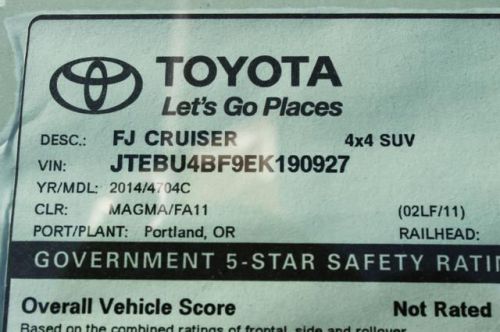 TOYOTA
Let's Go Places
DESC.: FJ CRUISER 4x4 SUV
VIN: JTEBU4BF9EK190927
YR/MDL: 2014/4704C
CLR: MAGMA/FA11 (02LF/11)
PORT/PLANT: Portland, OR RAILHEAD:
GOVERNMENT 5-STAR SAFETY RATIN
Overall Vehicle Score Not Rated
Based on the combined ratings of frontal, side and rollover